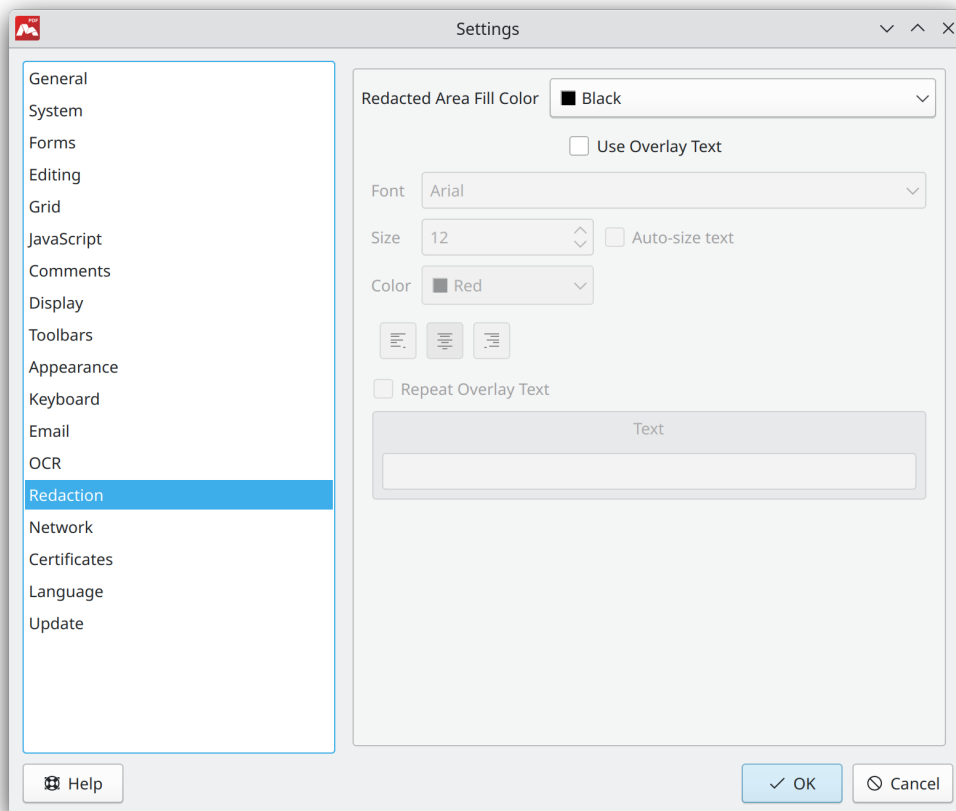 PDF
Settings
General
System
Forms
Editing
Grid
JavaScript
Comments
Display
Toolbars
Appearance
Keyboard
Email
OCR
Redaction
Network
Certificates
Language
Update
Redacted Area Fill Color Black
Use Overlay Text
Font Arial
Size 12 Auto-size text
Color Red
Repeat Overlay Text
Text
Help OK Cancel